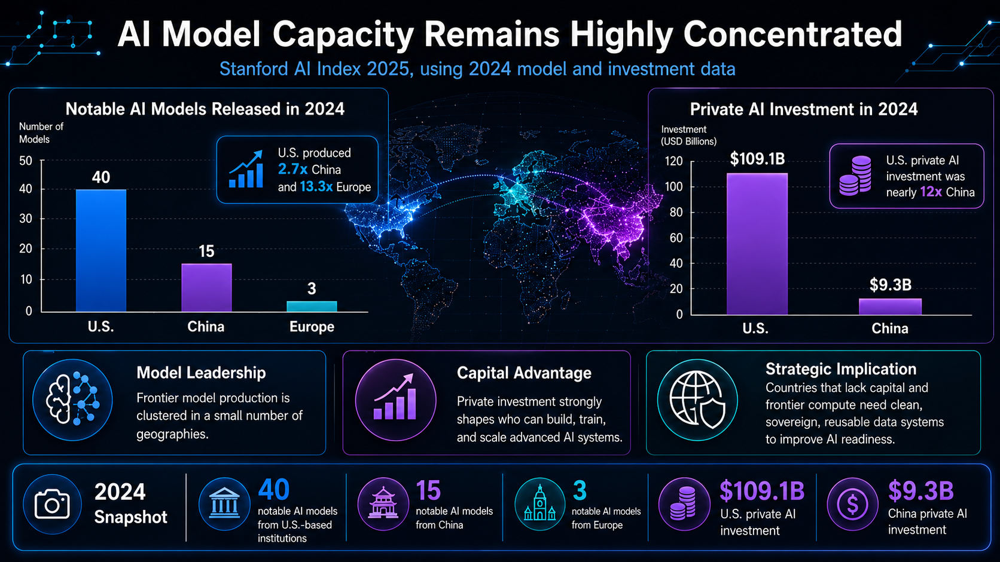 AI Model Capacity Remains Highly Concentrated
Stanford AI Index 2025, using 2024 model and investment data
Notable AI Models Released in 2024
Number of
Models
50
40
30
20
10
0
40
15
3
U.S.
China
Europe
U.S. produced
2.7x China
and 13.3x Europe
Private AI Investment in 2024
Investment
(USD Billions)
120
100
80
60
40
20
0
$109.1B
$9.3B
U.S.
China
U.S. private AI
investment was
nearly 12x China
Model Leadership
Frontier model production is
clustered in a small number of
geographies.
Capital Advantage
Private investment strongly
shapes who can build, train,
and scale advanced AI systems.
Strategic Implication
Countries that lack capital and
frontier compute need clean,
sovereign, reusable data systems
to improve AI readiness.
2024
Snapshot
40
notable AI models
from U.S.-based
institutions
15
notable AI models
from China
3
notable AI models
from Europe
$109.1B
U.S. private AI
investment
$9.3B
China private AI
investment